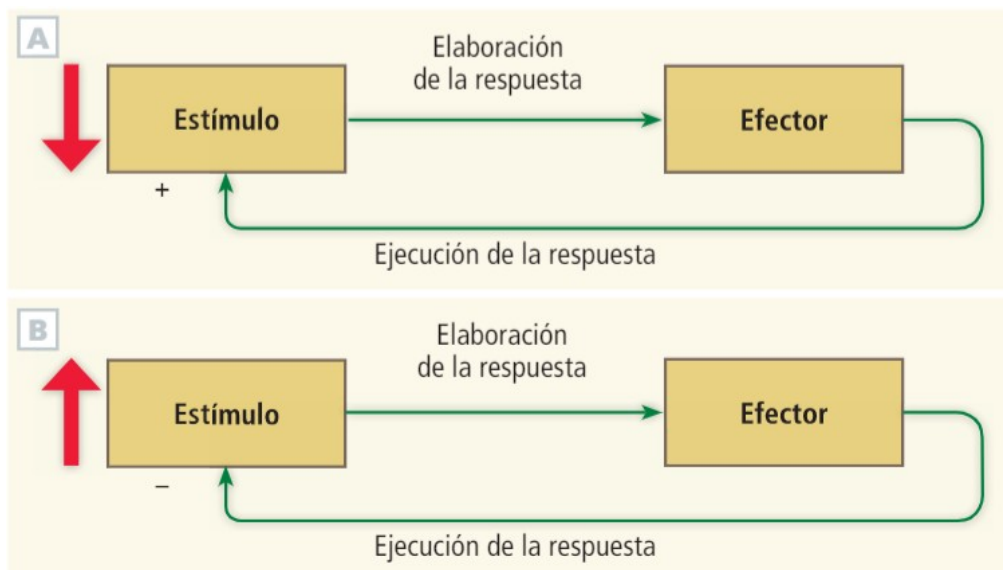 A
Elaboración
de la respuesta
Estímulo
Efector
+
Ejecución de la respuesta
B
Elaboración
de la respuesta
Estímulo
Efector
–
Ejecución de la respuesta